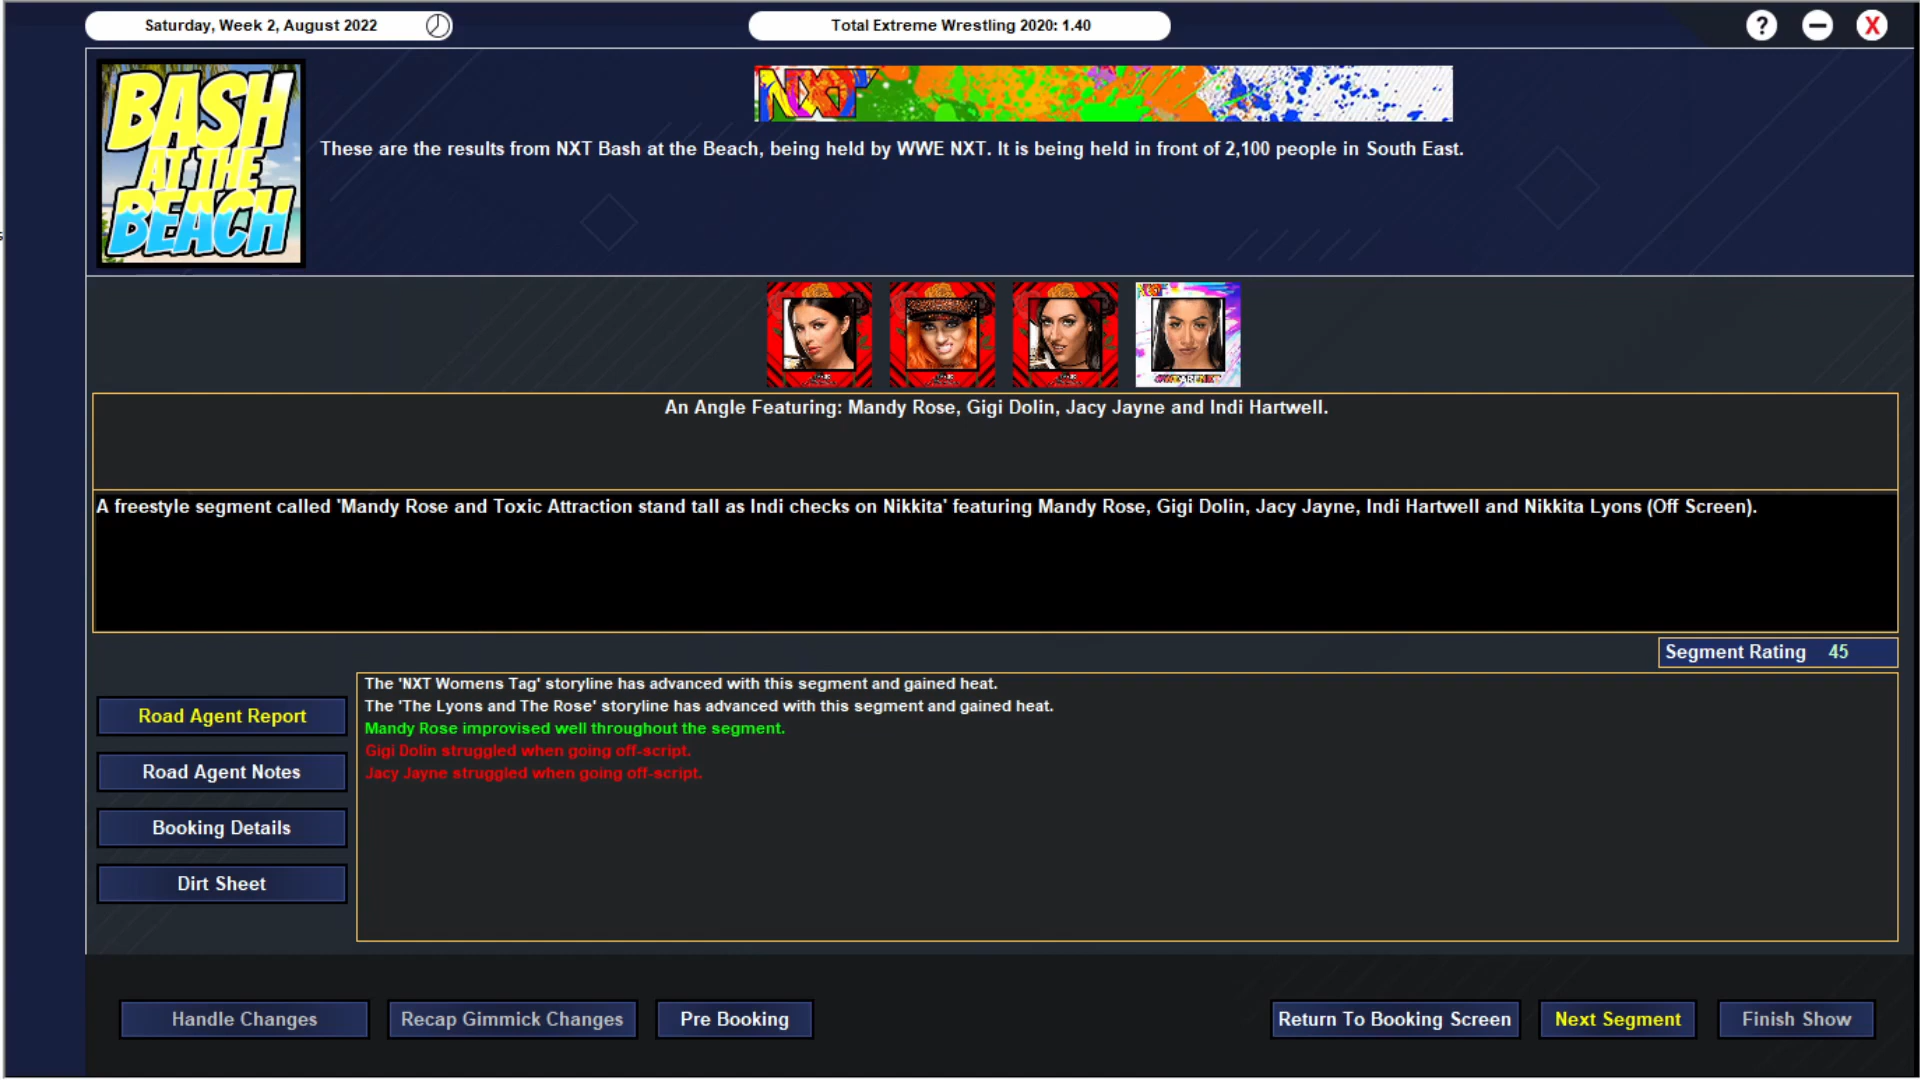 Saturday, Week 2, August 2022
Total Extreme Wrestling 2020: 1.40
?
X
BASH
AT THE
BEACH
NXT
These are the results from NXT Bash at the Beach, being held by WWE NXT. It is being held in front of 2,100 people in South East.
An Angle Featuring: Mandy Rose, Gigi Dolin, Jacy Jayne and Indi Hartwell.
A freestyle segment called 'Mandy Rose and Toxic Attraction stand tall as Indi checks on Nikkita' featuring Mandy Rose, Gigi Dolin, Jacy Jayne, Indi Hartwell and Nikkita Lyons (Off Screen).
Segment Rating 45
The 'NXT Womens Tag' storyline has advanced with this segment and gained heat.
The 'The Lyons and The Rose' storyline has advanced with this segment and gained heat.
Mandy Rose improvised well throughout the segment.
Gigi Dolin struggled when going off-script.
Jacy Jayne struggled when going off-script.
Road Agent Report
Road Agent Notes
Booking Details
Dirt Sheet
Handle Changes
Recap Gimmick Changes
Pre Booking
Return To Booking Screen
Next Segment
Finish Show